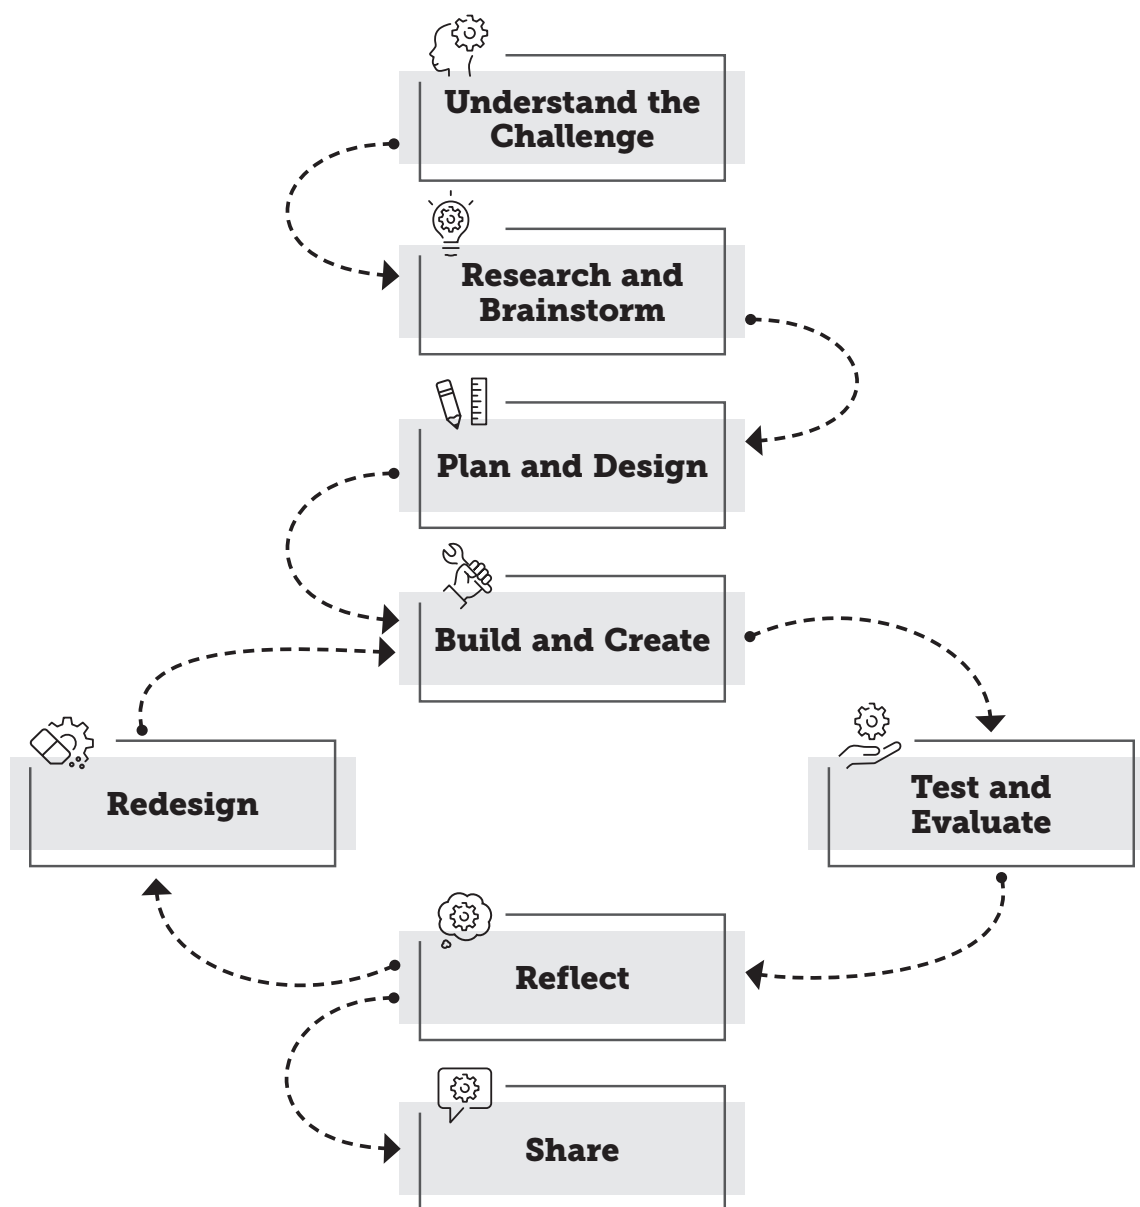 Understand the
Challenge
Research and
Brainstorm
Plan and Design
Build and Create
Redesign
Test and
Evaluate
Reflect
Share